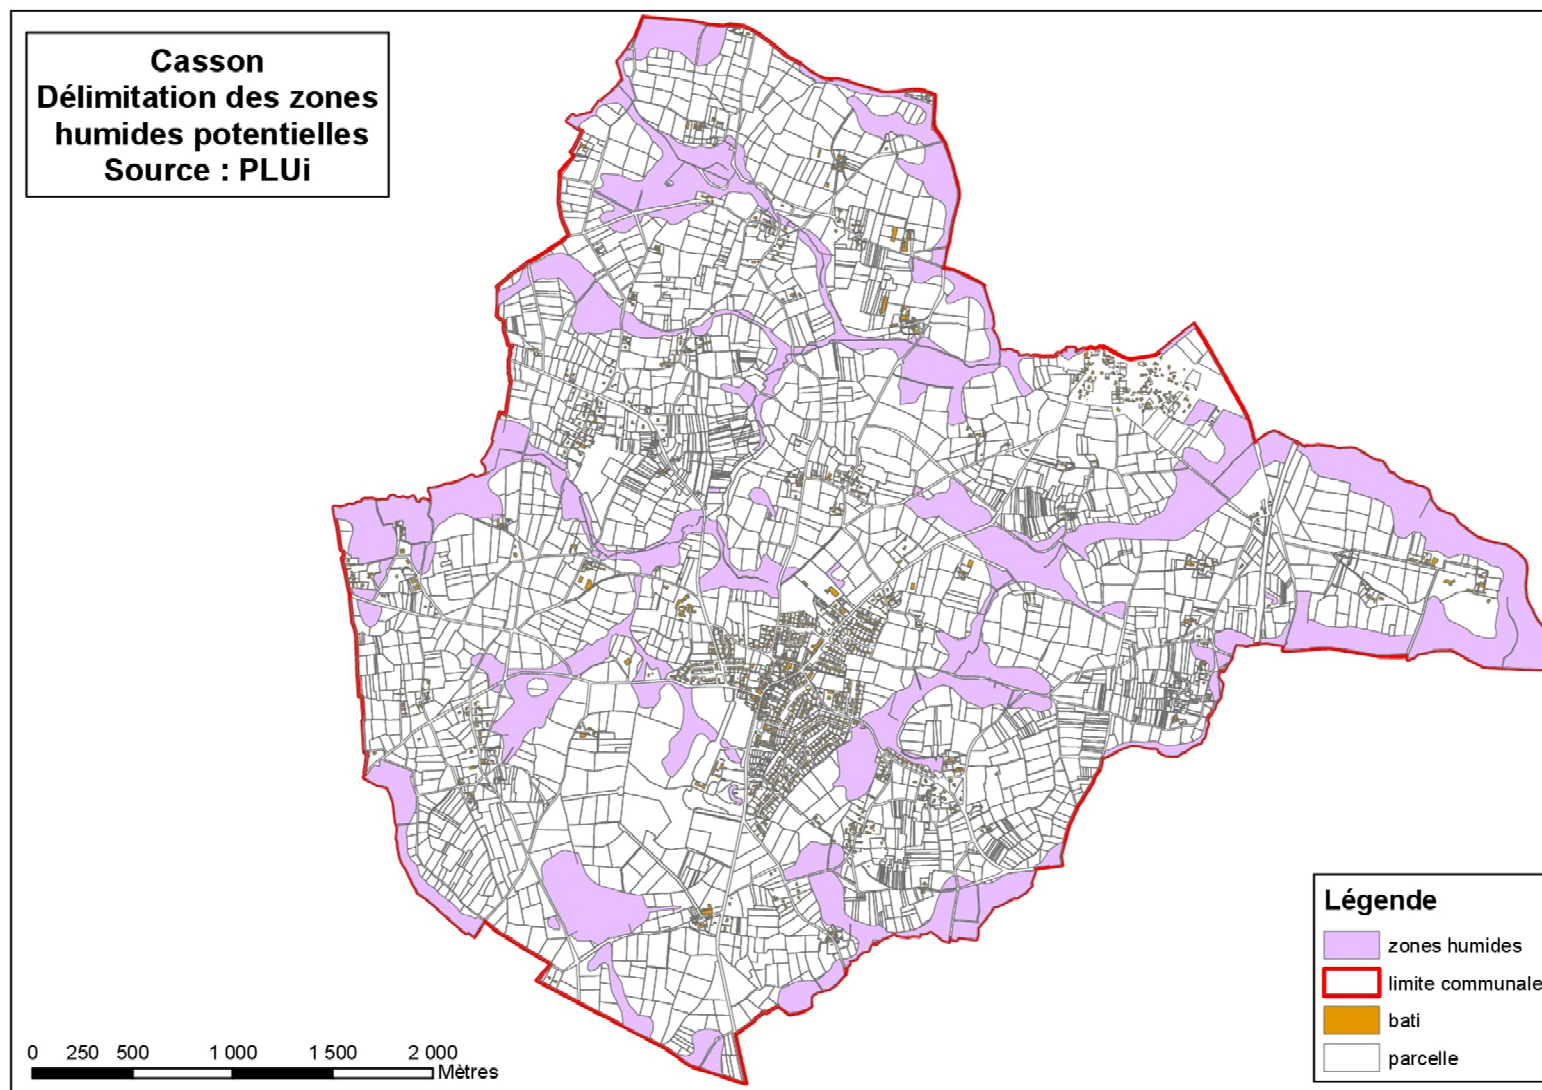 Casson
Délimitation des zones
humides potentielles
Source : PLUi
Légende
zones humides
limite communale
bati
parcelle
0 250 500 1 000 1 500 2 000
Mètres